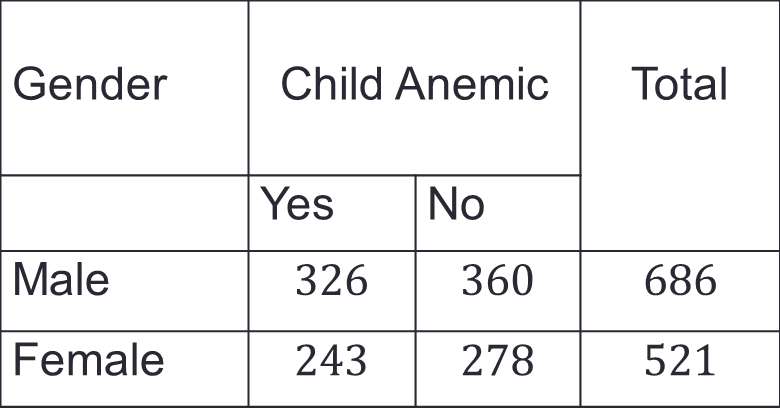 Gender Child Anemic Total
Yes No
Male 326 360 686
Female 243 278 521